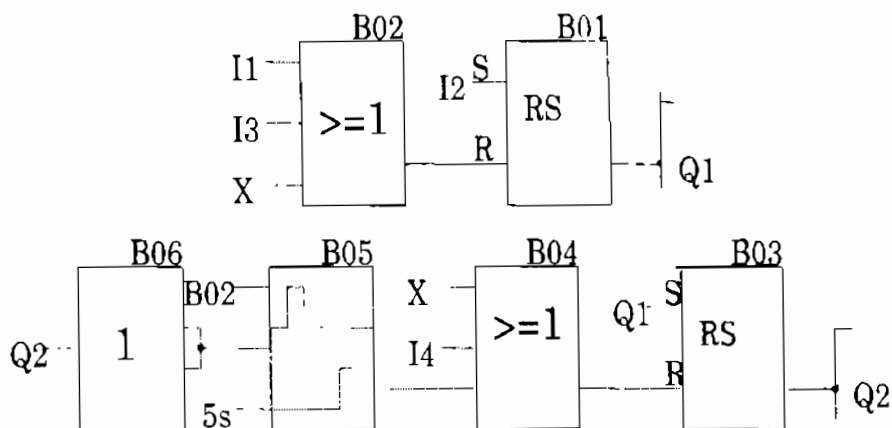 B02 B01
I1
I2 S
I3 >=1 RS
X R Q1
B06 B05 B04 B03
B02 X S
>=1 Q1
Q2 1 I4 RS
R
5s Q2